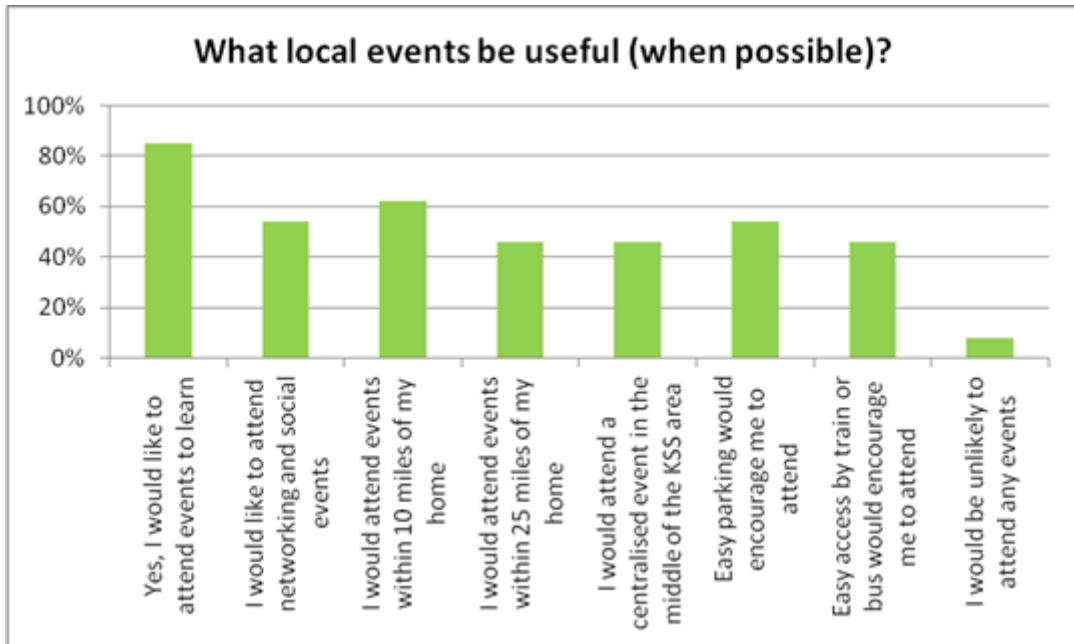 What local events be useful (when possible)?
100%
80%
60%
40%
20%
0%
Yes, I would like to
attend events to learn
I would like to attend
networking and social
events
I would attend events
within 10 miles of my
home
I would attend events
within 25 miles of my
home
I would attend a
centralised event in the
middle of the KSS area
Easy parking would
encourage me to
attend
Easy access by train or
bus would encourage
me to attend
I would be unlikely to
attend any events